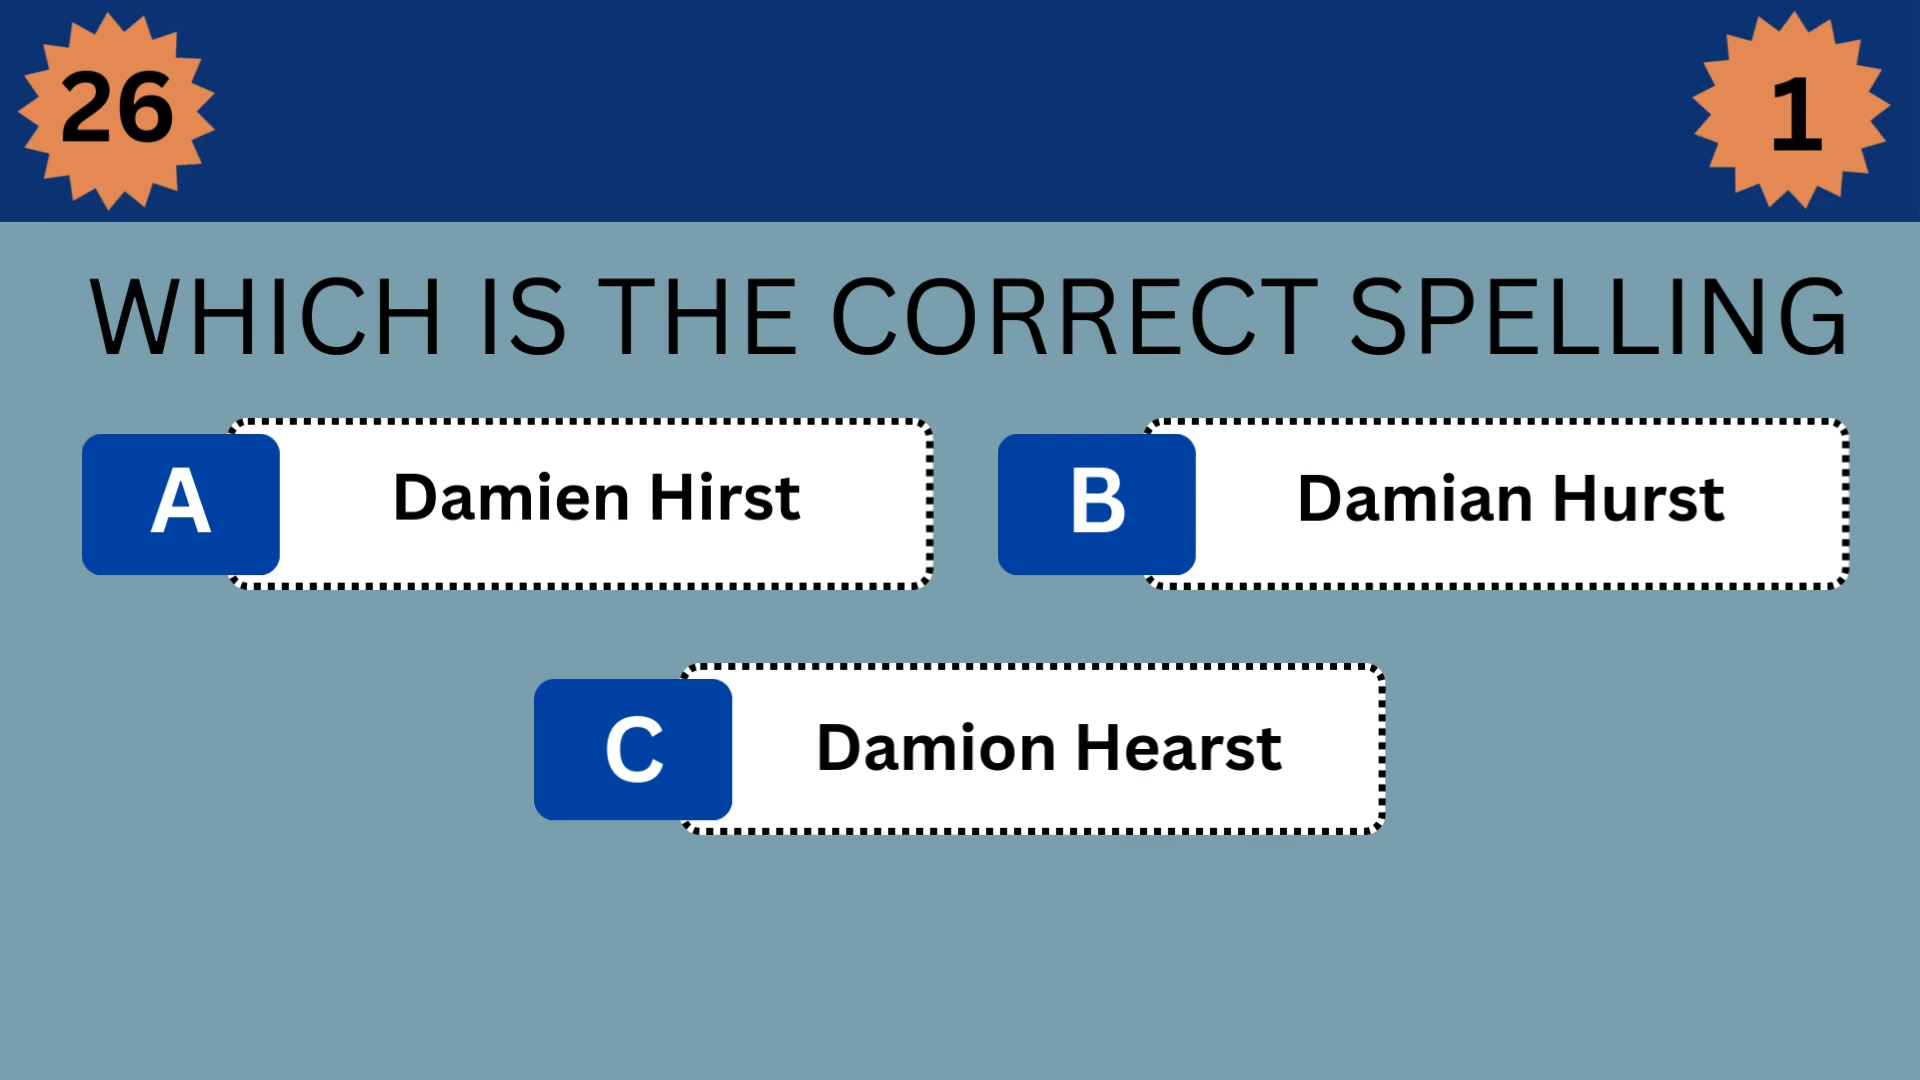 26
1
WHICH IS THE CORRECT SPELLING
A Damien Hirst
B Damian Hurst
C Damion Hearst